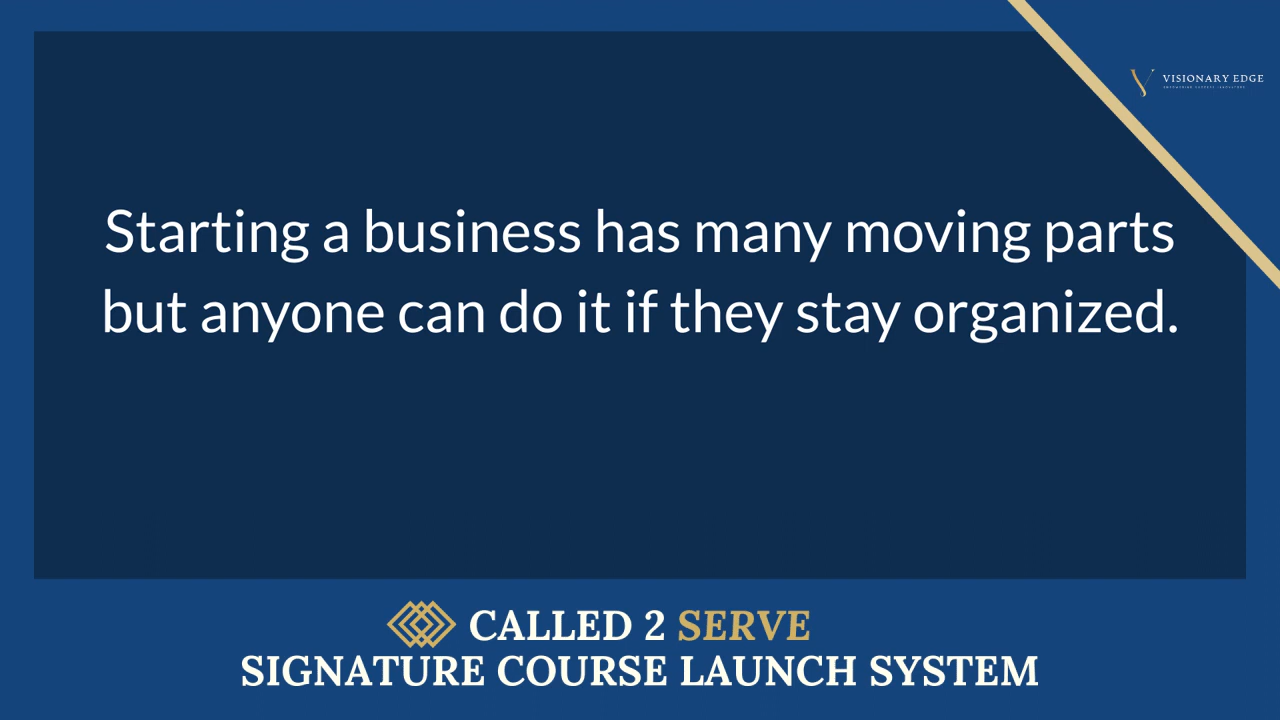 VISIONARY EDGE
Starting a business has many moving parts
but anyone can do it if they stay organized.
CALLED 2 SERVE
SIGNATURE COURSE LAUNCH SYSTEM